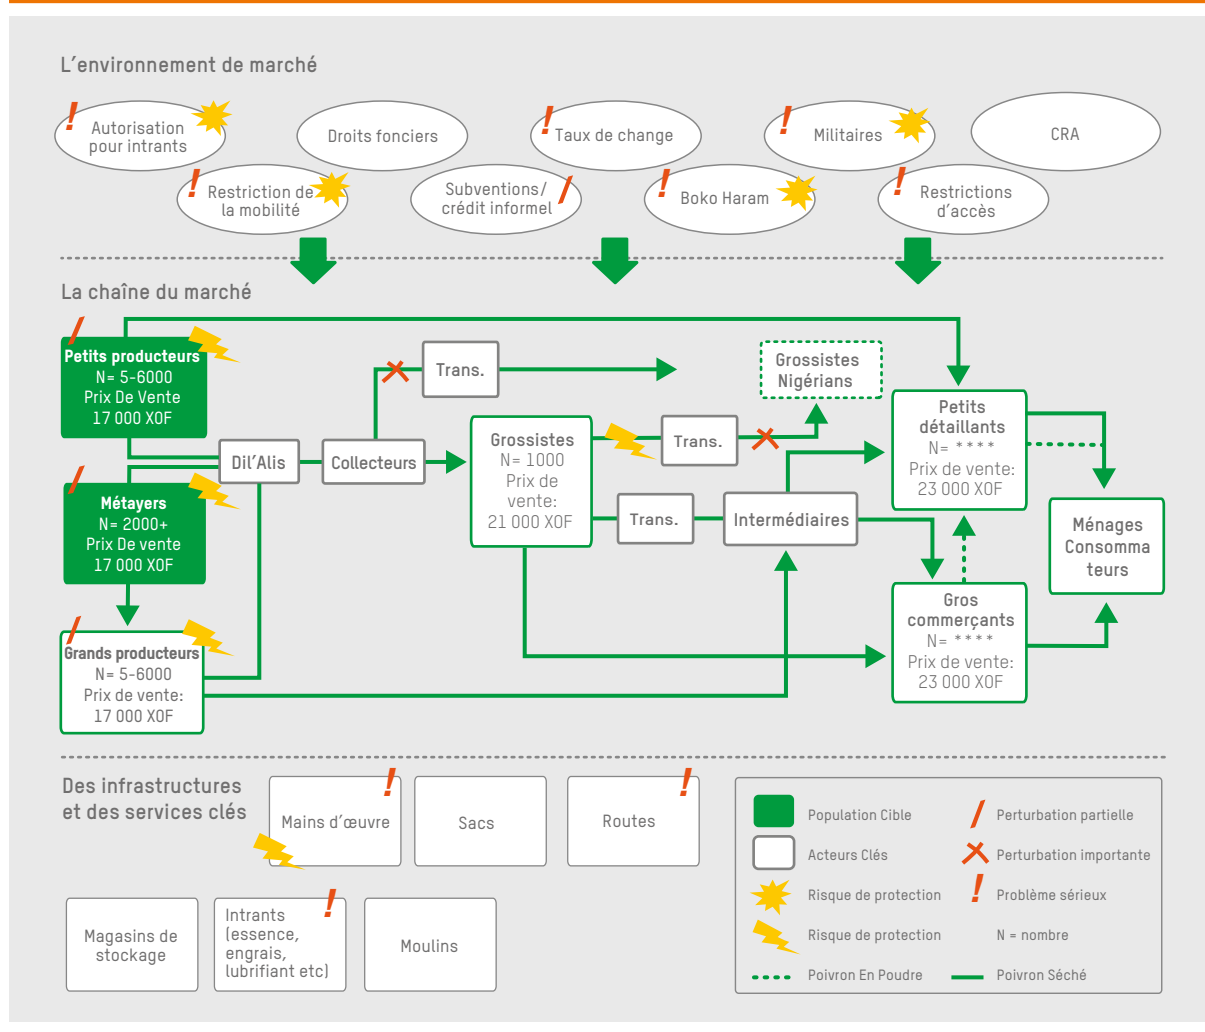 L'environnement de marché
Autorisation
pour intrants
Droits fonciers
Taux de change
Militaires
CRA
Restriction de
la mobilité
Subventions/
crédit informel
Boko Haram
Restrictions
d'accès
La chaîne du marché
Petits producteurs
N= 5-6000
Prix De Vente
17 000 XOF
Métayers
N= 2000+
Prix De vente
17 000 XOF
Grands producteurs
N= 5-6000
Prix de vente:
17 000 XOF
Dil'Alis
Collecteurs
Trans.
Grossistes
N= 1000
Prix de
vente:
21 000 XOF
Trans.
Trans.
Grossistes
Nigérians
Intermédiaires
Petits
détaillants
N= ****
Prix de vente:
23 000 XOF
Gros
commerçants
N= ****
Prix de vente:
23 000 XOF
Ménages
Consomma
teurs
Des infrastructures
et des services clés
Mains d'œuvre
Sacs
Routes
Magasins de
stockage
Intrants
(essence,
engrais,
lubrifiant etc)
Moulins
Population Cible
Perturbation partielle
Acteurs Clés
Perturbation importante
Risque de protection
Problème sérieux
Risque de protection
N = nombre
Poivron En Poudre
Poivron Séché